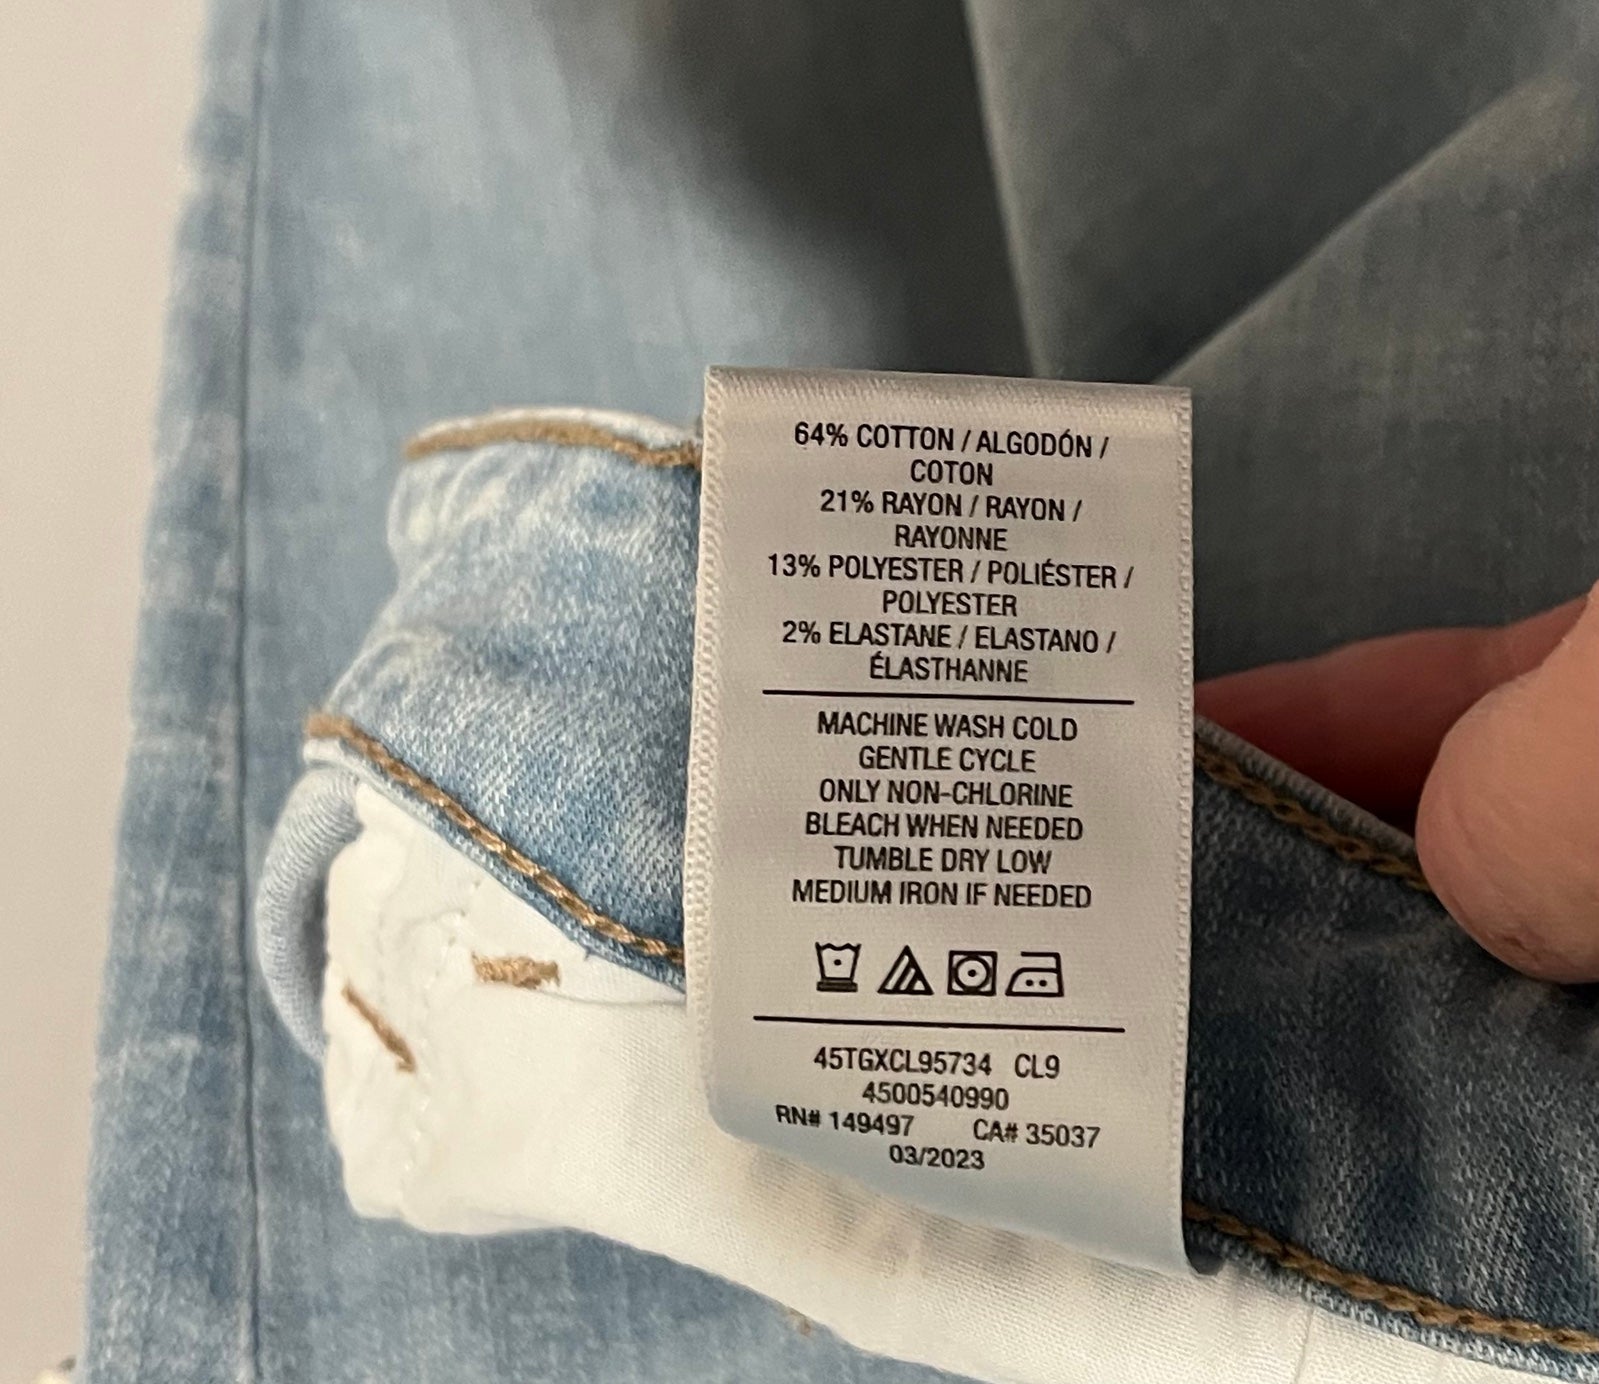 64% COTTON / ALGODÓN /
COTON
21% RAYON / RAYON /
RAYONNE
13% POLYESTER / POLIÉSTER /
POLYESTER
2% ELASTANE / ELASTANO /
ÉLASTHANNE
MACHINE WASH COLD
GENTLE CYCLE
ONLY NON-CHLORINE
BLEACH WHEN NEEDED
TUMBLE DRY LOW
MEDIUM IRON IF NEEDED
45TGXCL95734 CL9
4500540990
RN# 149497 CA# 35037
03/2023